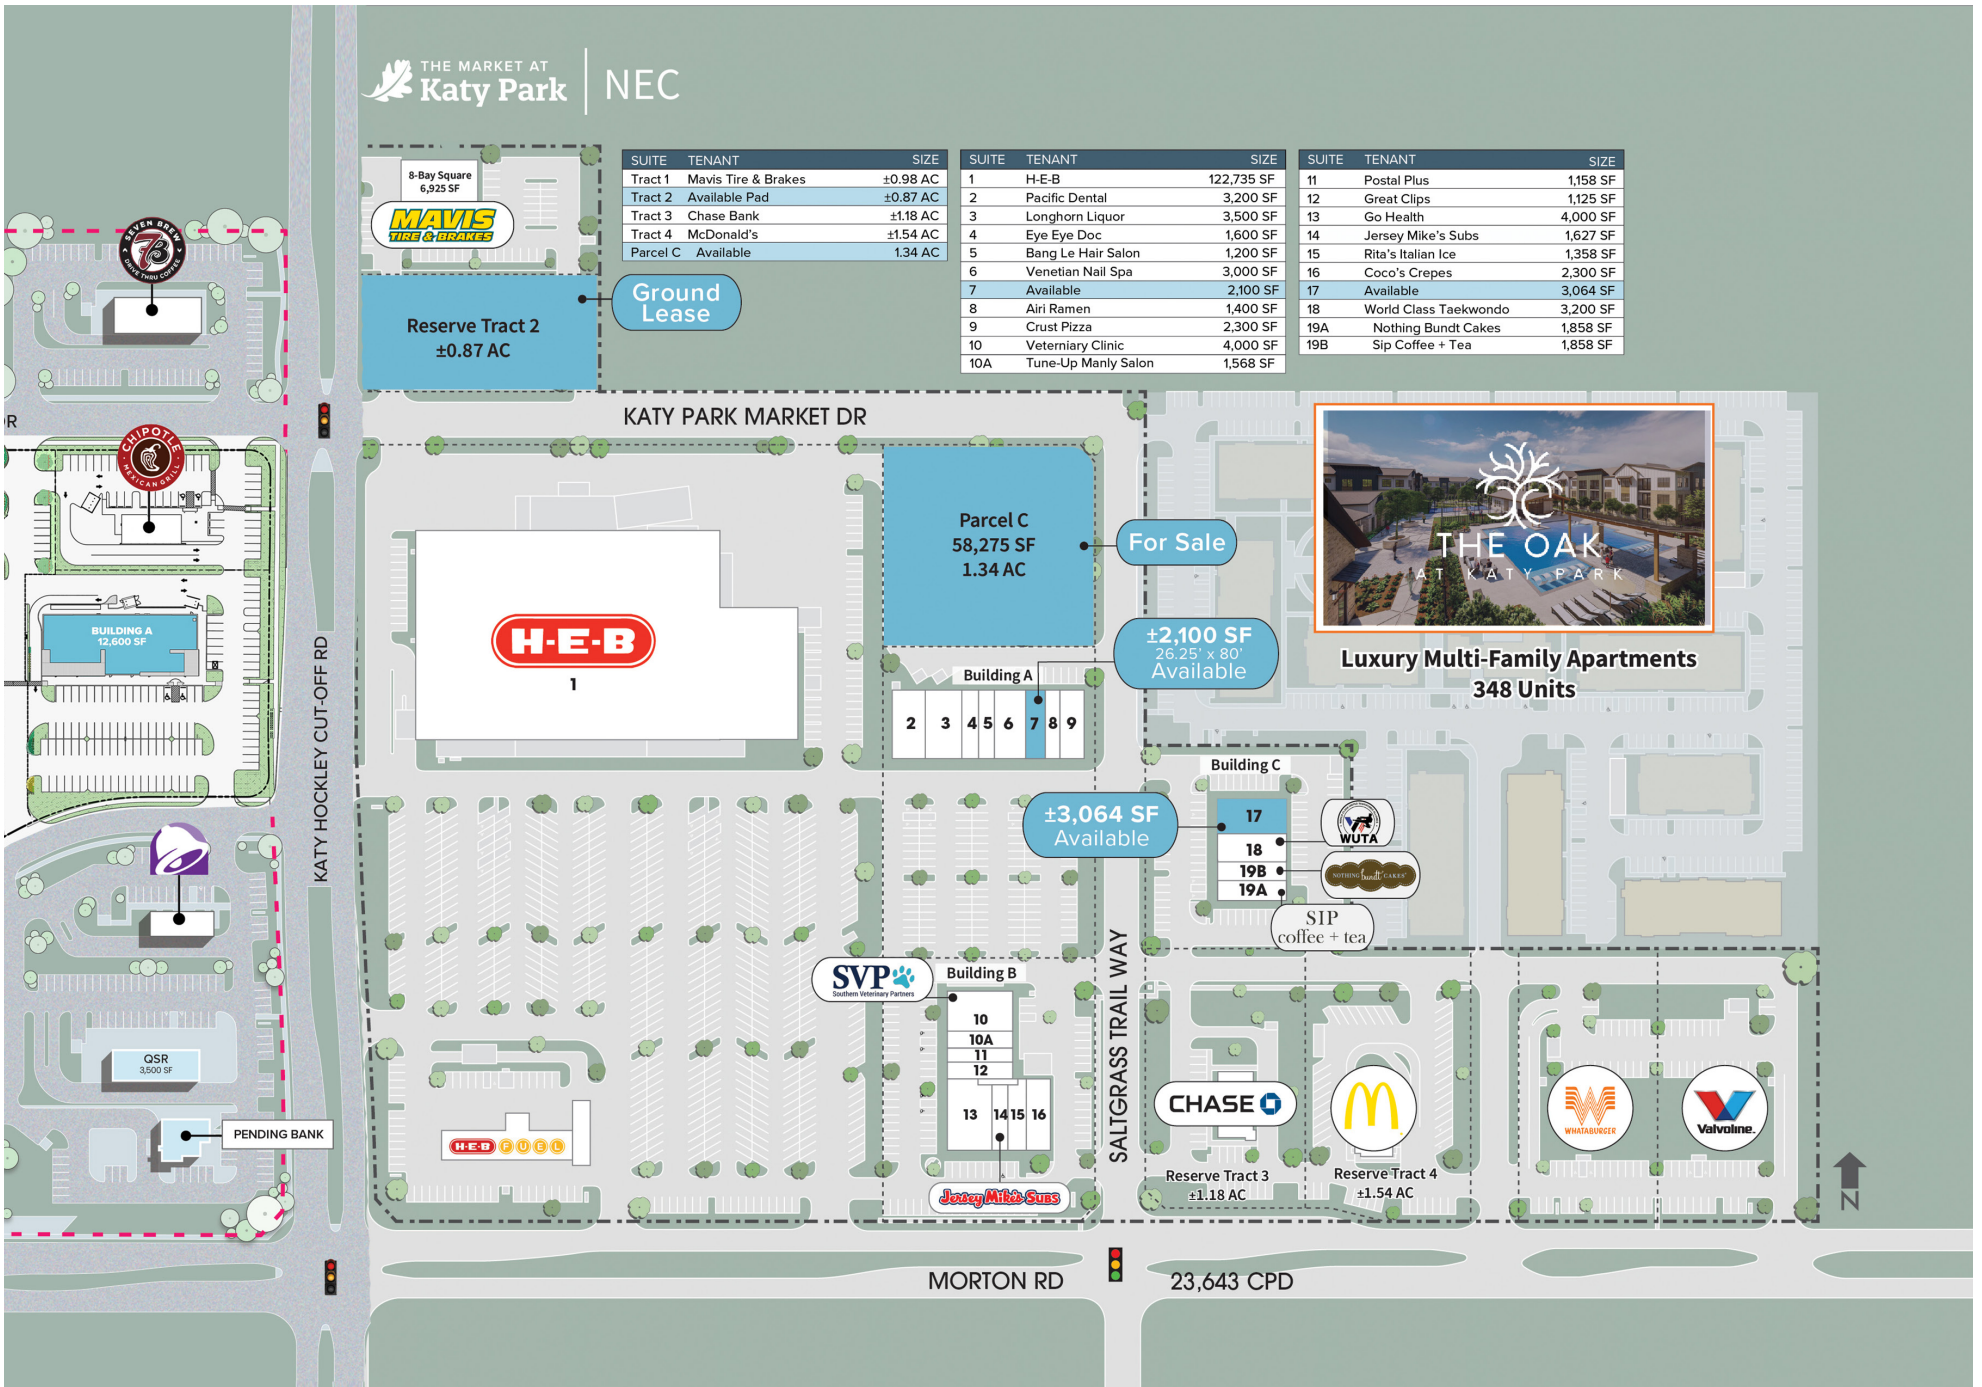 THE MARKET AT
Katy Park
NEC
SUITE TENANT SIZE
Tract 1 Mavis Tire & Brakes ±0.98 AC
Tract 2 Available Pad ±0.87 AC
Tract 3 Chase Bank ±1.18 AC
Tract 4 McDonald's ±1.54 AC
Parcel C Available 1.34 AC
SUITE TENANT SIZE
1 H-E-B 122,735 SF
2 Pacific Dental 3,200 SF
3 Longhorn Liquor 3,500 SF
4 Eye Eye Doc 1,600 SF
5 Bang Le Hair Salon 1,200 SF
6 Venetian Nail Spa 3,000 SF
7 Available 2,100 SF
8 Airi Ramen 1,400 SF
9 Crust Pizza 2,300 SF
10 Veterniary Clinic 4,000 SF
10A Tune-Up Manly Salon 1,568 SF
SUITE TENANT SIZE
11 Postal Plus 1,158 SF
12 Great Clips 1,125 SF
13 Go Health 4,000 SF
14 Jersey Mike's Subs 1,627 SF
15 Rita's Italian Ice 1,358 SF
16 Coco's Crepes 2,300 SF
17 Available 3,064 SF
18 World Class Taekwondo 3,200 SF
19A Nothing Bundt Cakes 1,858 SF
19B Sip Coffee + Tea 1,858 SF
8-Bay Square
6,925 SF
MAVIS
TIRE & BRAKES
SEVEN BREW
7B
DRIVE THRU COFFEE
Reserve Tract 2
±0.87 AC
Ground
Lease
DR
KATY PARK MARKET DR
CHIPOTLE
MEXICAN GRILL
BUILDING A
12,600 SF
KATY HOCKLEY CUT-OFF RD
H-E-B
1
Parcel C
58,275 SF
1.34 AC
For Sale
THE OAK
AT KATY PARK
Luxury Multi-Family Apartments
348 Units
±2,100 SF
26.25' x 80'
Available
Building A
2 3 4 5 6 7 8 9
Building C
±3,064 SF
Available
17
18
19B
19A
WUTA
NOTHING bundt CAKES
SIP
coffee + tea
SVP
Southern Veterinary Partners
Building B
10
10A
11
12
13 14 15 16
Jersey Mike's SUBS
SALTGRASS TRAIL WAY
QSR
3,500 SF
PENDING BANK
H-E-B FUEL
CHASE
Reserve Tract 3
±1.18 AC
Reserve Tract 4
±1.54 AC
WHATABURGER
Valvoline.
N
MORTON RD
23,643 CPD